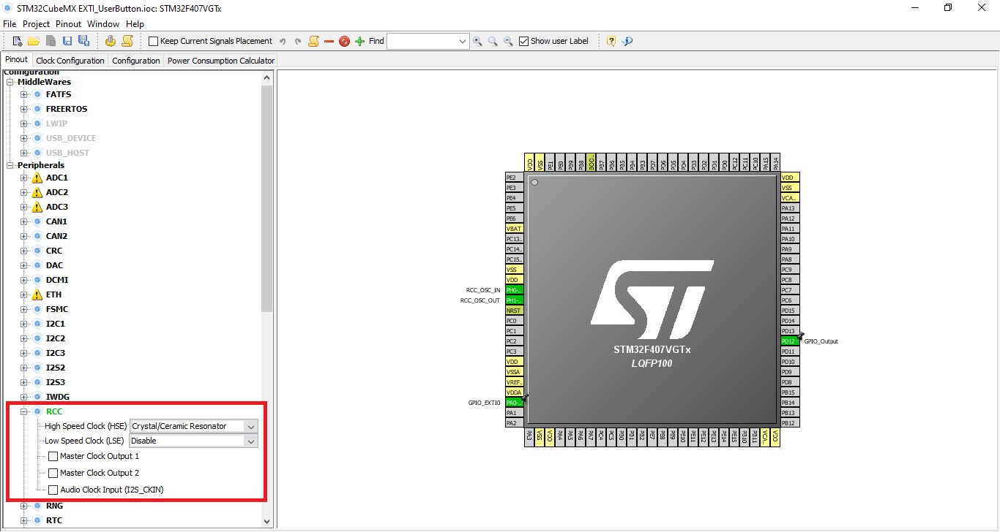 STM32CubeMX EXTI_UserButton.ioc: STM32F407VGTx
File Project Pinout Window Help
Keep Current Signals Placement Find Show user Label
Pinout Clock Configuration Configuration Power Consumption Calculator
Configuration
MiddleWares
FATFS
FREERTOS
LWIP
USB_DEVICE
USB_HOST
Peripherals
ADC1
ADC2
ADC3
CAN1
CAN2
CRC
DAC
DCMI
ETH
FSMC
I2C1
I2C2
I2C3
I2S2
I2S3
IWDG
RCC
High Speed Clock (HSE) Crystal/Ceramic Resonator
Low Speed Clock (LSE) Disable
Master Clock Output 1
Master Clock Output 2
Audio Clock Input (I2S_CKIN)
RNG
RTC
VDD VSS PE1 PE0 PB9 PB8 BOO.. PB7 PB6 PB5 PB4 PB3 PD7 PD6 PD5 PD4 PD3 PD2 PD1 PD0 PC12 PC11 PC10 PA15 PA14
PE2
PE3
PE4
PE5
PE6
VBAT
PC13..
PC14..
PC15..
VSS
VDD
RCC_OSC_IN PH0-..
RCC_OSC_OUT PH1-..
NRST
PC0
PC1
PC2
PC3
VDD
VSSA
VREF..
VDDA
GPIO_EXTI0 PA0-..
PA1
PA2
ST
STM32F407VGTx
LQFP100
VDD
VSS
VCA..
PA13
PA12
PA11
PA10
PA9
PA8
PC9
PC8
PC7
PC6
PD15
PD14
PD13
PD12 GPIO_Output
PD11
PD10
PD9
PD8
PB15
PB14
PB13
PB12
PA3 VSS VDD PA4 PA5 PA6 PA7 PC4 PC5 PB0 PB1 PB2 PE7 PE8 PE9 PE10 PE11 PE12 PE13 PE14 PE15 PB10 PB11 VCA.. VDD